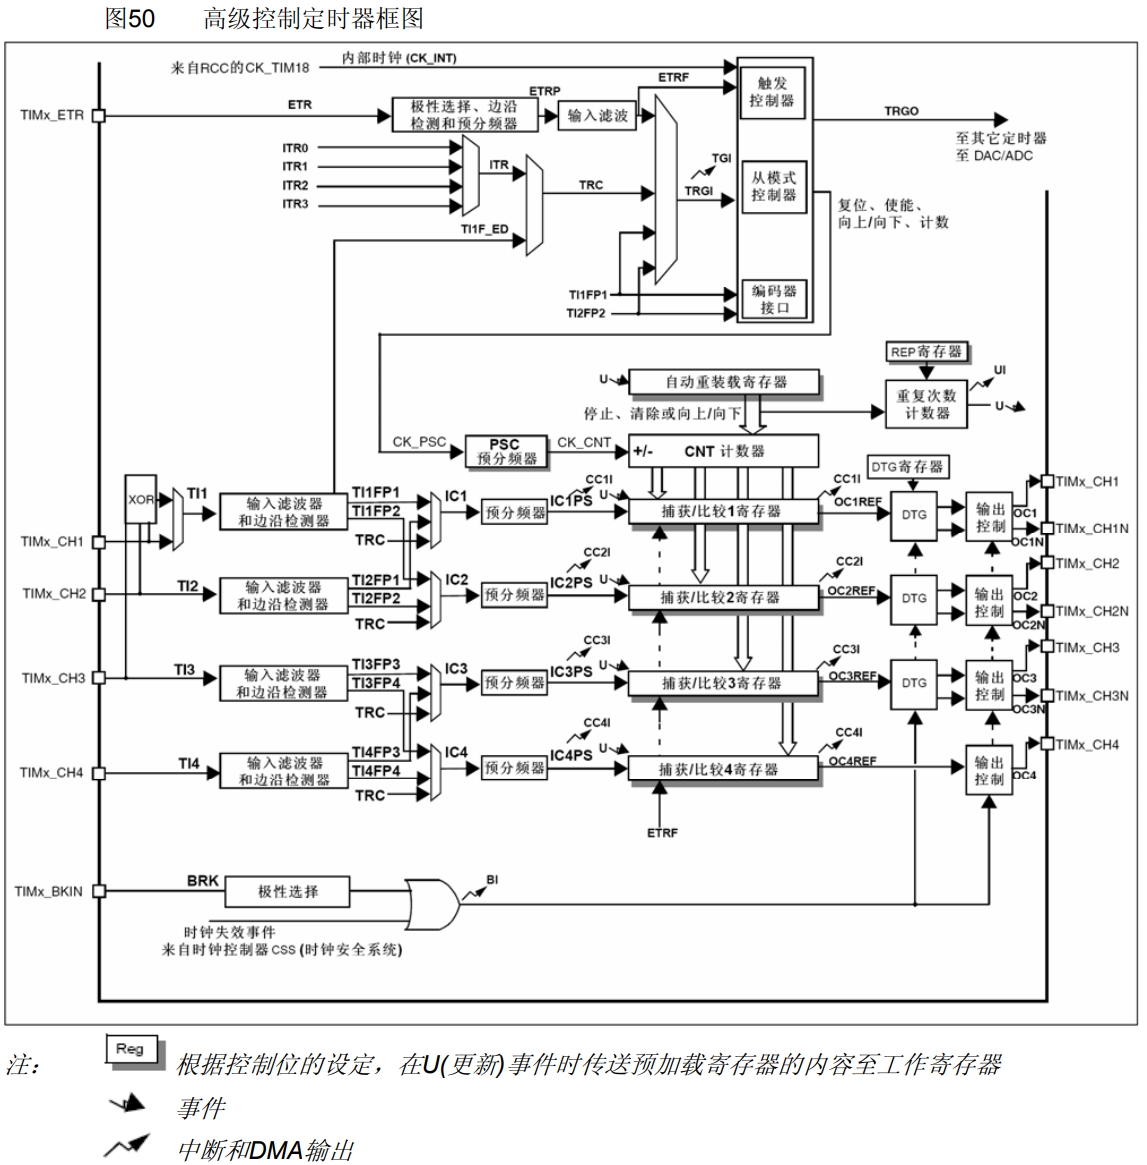 图50 高级控制定时器框图
内部时钟 (CK_INT)
来自RCC的CK_TIM18
ETRF
TIMx_ETR
ETR
极性选择、边沿
检测和预分频器
ETRP
输入滤波
触发
控制器
TRGO
至其它定时器
至 DAC/ADC
ITR0
ITR1
ITR2
ITR3
ITR
TRC
TI1F_ED
TGI
TRGI
从模式
控制器
复位、使能、
向上/向下、计数
TI1FP1
TI2FP2
编码器
接口
REP寄存器
UI
U
自动重装载寄存器
重复次数
计数器
U
停止、清除或向上/向下
CK_PSC
PSC
预分频器
CK_CNT
+/-
CNT 计数器
DTG寄存器
XOR
TI1
输入滤波器
和边沿检测器
TI1FP1
TI1FP2
TRC
IC1
预分频器
IC1PS
CC1I
U
捕获/比较1寄存器
CC1I
OC1REF
DTG
输出
控制
OC1
OC1N
TIMx_CH1
TIMx_CH1N
TIMx_CH1
TIMx_CH2
TI2
输入滤波器
和边沿检测器
TI2FP1
TI2FP2
TRC
IC2
预分频器
IC2PS
CC2I
U
捕获/比较2寄存器
CC2I
OC2REF
DTG
输出
控制
OC2
OC2N
TIMx_CH2
TIMx_CH2N
TIMx_CH3
TI3
输入滤波器
和边沿检测器
TI3FP3
TI3FP4
TRC
IC3
预分频器
IC3PS
CC3I
U
捕获/比较3寄存器
CC3I
OC3REF
DTG
输出
控制
OC3
OC3N
TIMx_CH3
TIMx_CH3N
TIMx_CH4
TI4
输入滤波器
和边沿检测器
TI4FP3
TI4FP4
TRC
IC4
预分频器
IC4PS
CC4I
U
捕获/比较4寄存器
CC4I
OC4REF
输出
控制
OC4
TIMx_CH4
ETRF
TIMx_BKIN
BRK
极性选择
BI
时钟失效事件
来自时钟控制器 CSS (时钟安全系统)
注：
Reg
根据控制位的设定，在U(更新)事件时传送预加载寄存器的内容至工作寄存器
事件
中断和DMA输出